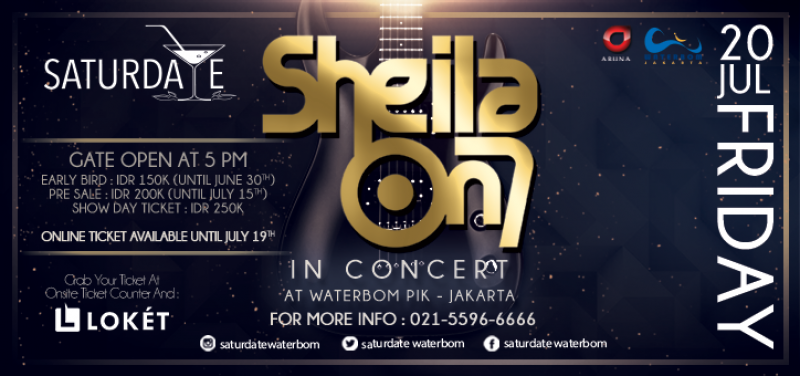 SATURDATE
GATE OPEN AT 5 PM
EARLY BIRD : IDR 150K (UNTIL JUNE 30TH)
PRE SALE : IDR 200K (UNTIL JULY 15TH)
SHOW DAY TICKET : IDR 250K
ONLINE TICKET AVAILABLE UNTIL JULY 19TH
Grab Your Ticket At
Onsite Ticket Counter And :
LOKÉT
Sheila
On7
IN CONCERT
AT WATERBOM PIK - JAKARTA
FOR MORE INFO : 021-5596-6666
saturdatewaterbom
saturdate waterbom
saturdatewaterbom
WATERBOM
JAKARTA
20
JUL
FRIDAY